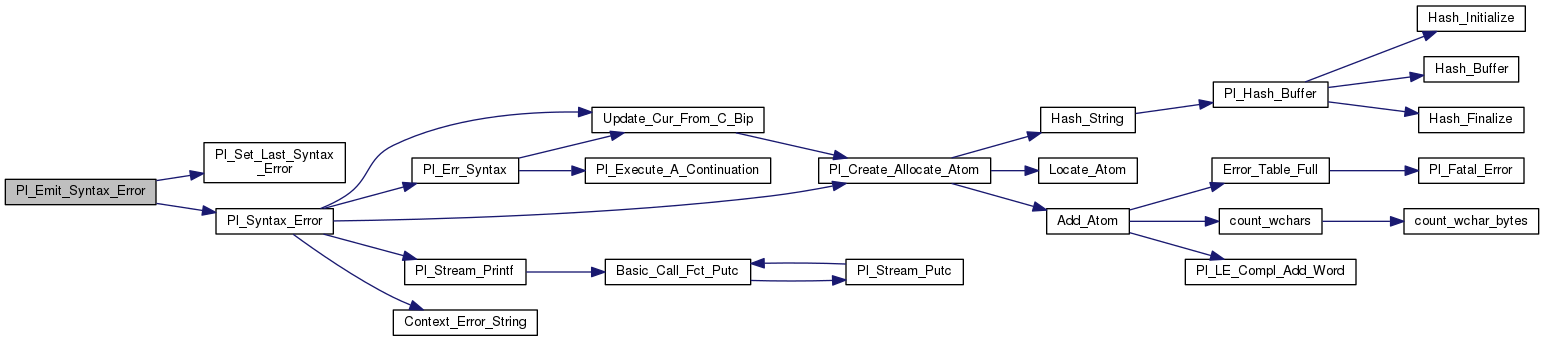 Pl_Emit_Syntax_Error
Pl_Set_Last_Syntax
_Error
Pl_Syntax_Error
Update_Cur_From_C_Bip
Pl_Err_Syntax
Pl_Execute_A_Continuation
Pl_Stream_Printf
Context_Error_String
Basic_Call_Fct_Putc
Pl_Stream_Putc
Pl_Create_Allocate_Atom
Hash_String
Locate_Atom
Add_Atom
Pl_Hash_Buffer
Hash_Initialize
Hash_Buffer
Hash_Finalize
Error_Table_Full
Pl_Fatal_Error
count_wchars
count_wchar_bytes
Pl_LE_Compl_Add_Word